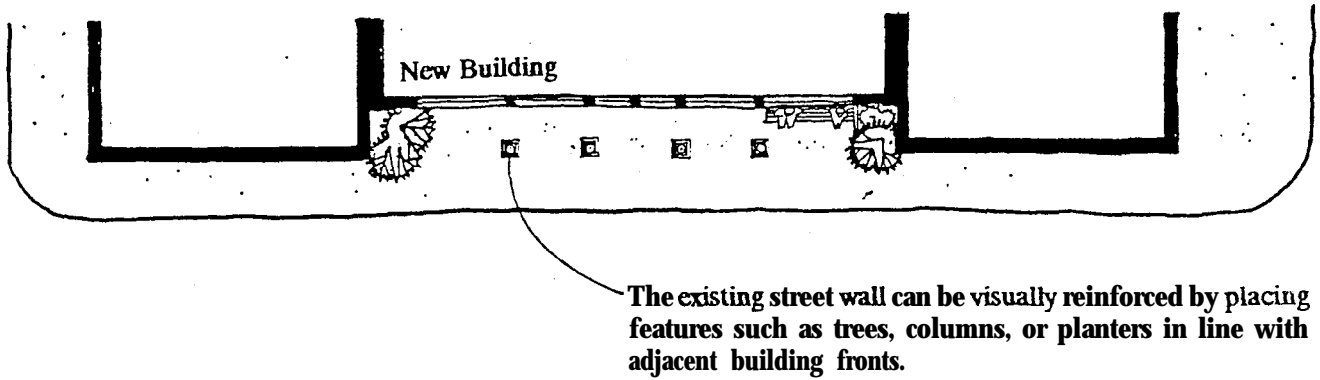 New Building
The existing street wall can be visually reinforced by placing
features such as trees, columns, or planters in line with
adjacent building fronts.